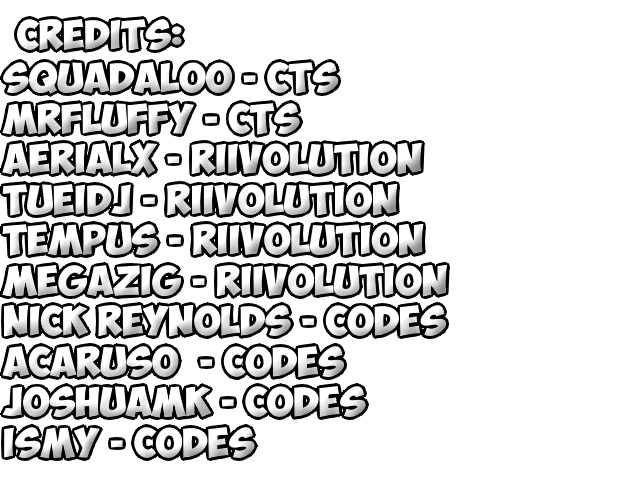 CREDITS:
SQUADALOO - CTS
MRFLUFFY - CTS
AERIALX - RIIVOLUTION
TUEIDJ - RIIVOLUTION
TEMPUS - RIIVOLUTION
MEGAZIG - RIIVOLUTION
NICK REYNOLDS - CODES
ACARUSO - CODES
JOSHUAMK - CODES
ISMY - CODES